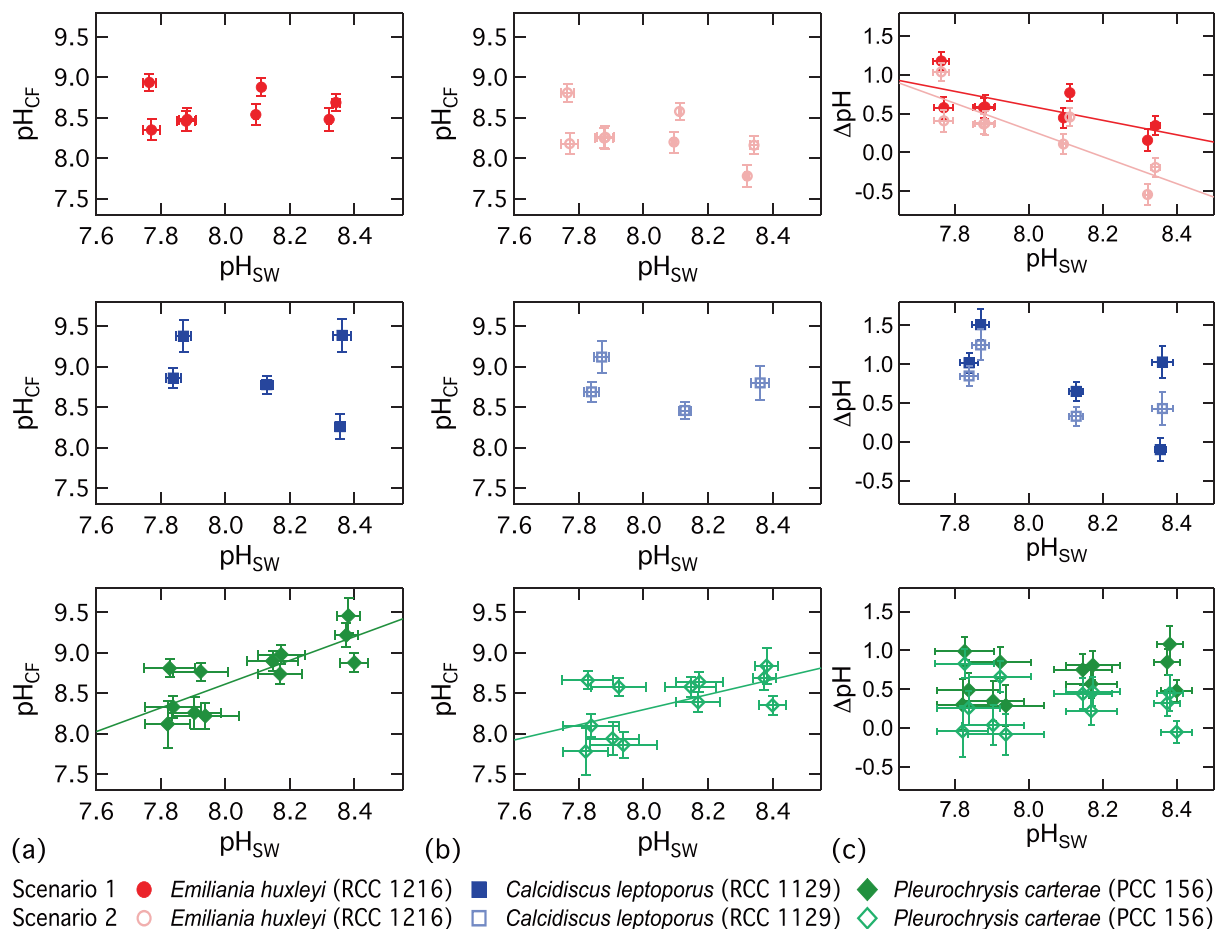 9.5
9.0
8.5
8.0
7.5
pHCF
7.6 7.8 8.0 8.2 8.4
pHSW
9.5
9.0
8.5
8.0
7.5
pHCF
7.6 7.8 8.0 8.2 8.4
pHSW
1.5
1.0
0.5
0.0
-0.5
ΔpH
7.8 8.0 8.2 8.4
pHSW
9.5
9.0
8.5
8.0
7.5
pHCF
7.6 7.8 8.0 8.2 8.4
pHSW
9.5
9.0
8.5
8.0
7.5
pHCF
7.6 7.8 8.0 8.2 8.4
pHSW
1.5
1.0
0.5
0.0
-0.5
ΔpH
7.8 8.0 8.2 8.4
pHSW
9.5
9.0
8.5
8.0
7.5
pHCF
7.6 7.8 8.0 8.2 8.4
pHSW
9.5
9.0
8.5
8.0
7.5
pHCF
7.6 7.8 8.0 8.2 8.4
pHSW
1.5
1.0
0.5
0.0
-0.5
ΔpH
7.8 8.0 8.2 8.4
pHSW
(a) (b) (c)
Scenario 1 Emiliania huxleyi (RCC 1216) Calcidiscus leptoporus (RCC 1129) Pleurochrysis carterae (PCC 156)
Scenario 2 Emiliania huxleyi (RCC 1216) Calcidiscus leptoporus (RCC 1129) Pleurochrysis carterae (PCC 156)